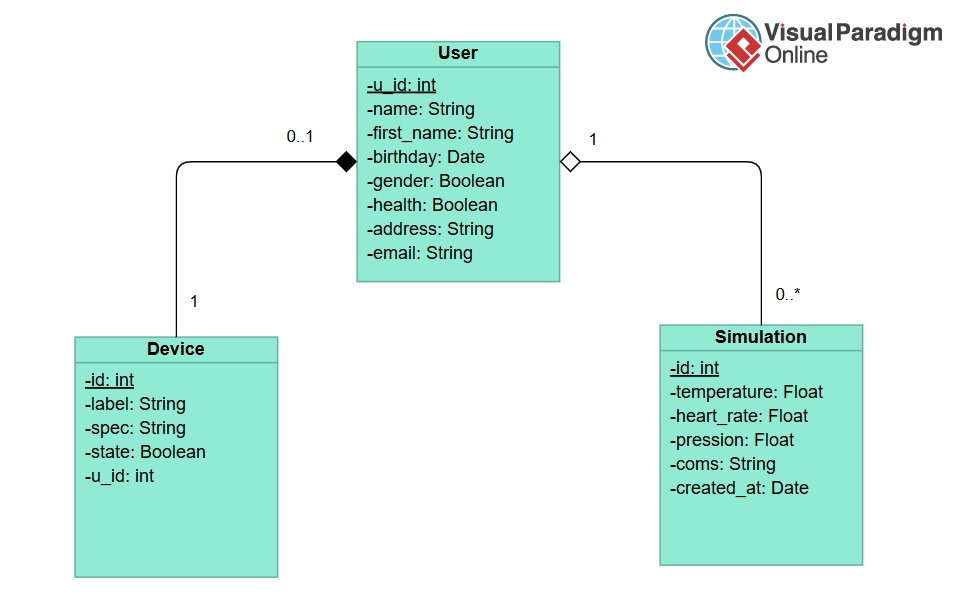 Visual Paradigm
Online
User
-u_id: int
-name: String
-first_name: String
-birthday: Date
-gender: Boolean
-health: Boolean
-address: String
-email: String
0..1
1
1
0..*
Device
-id: int
-label: String
-spec: String
-state: Boolean
-u_id: int
Simulation
-id: int
-temperature: Float
-heart_rate: Float
-pression: Float
-coms: String
-created_at: Date